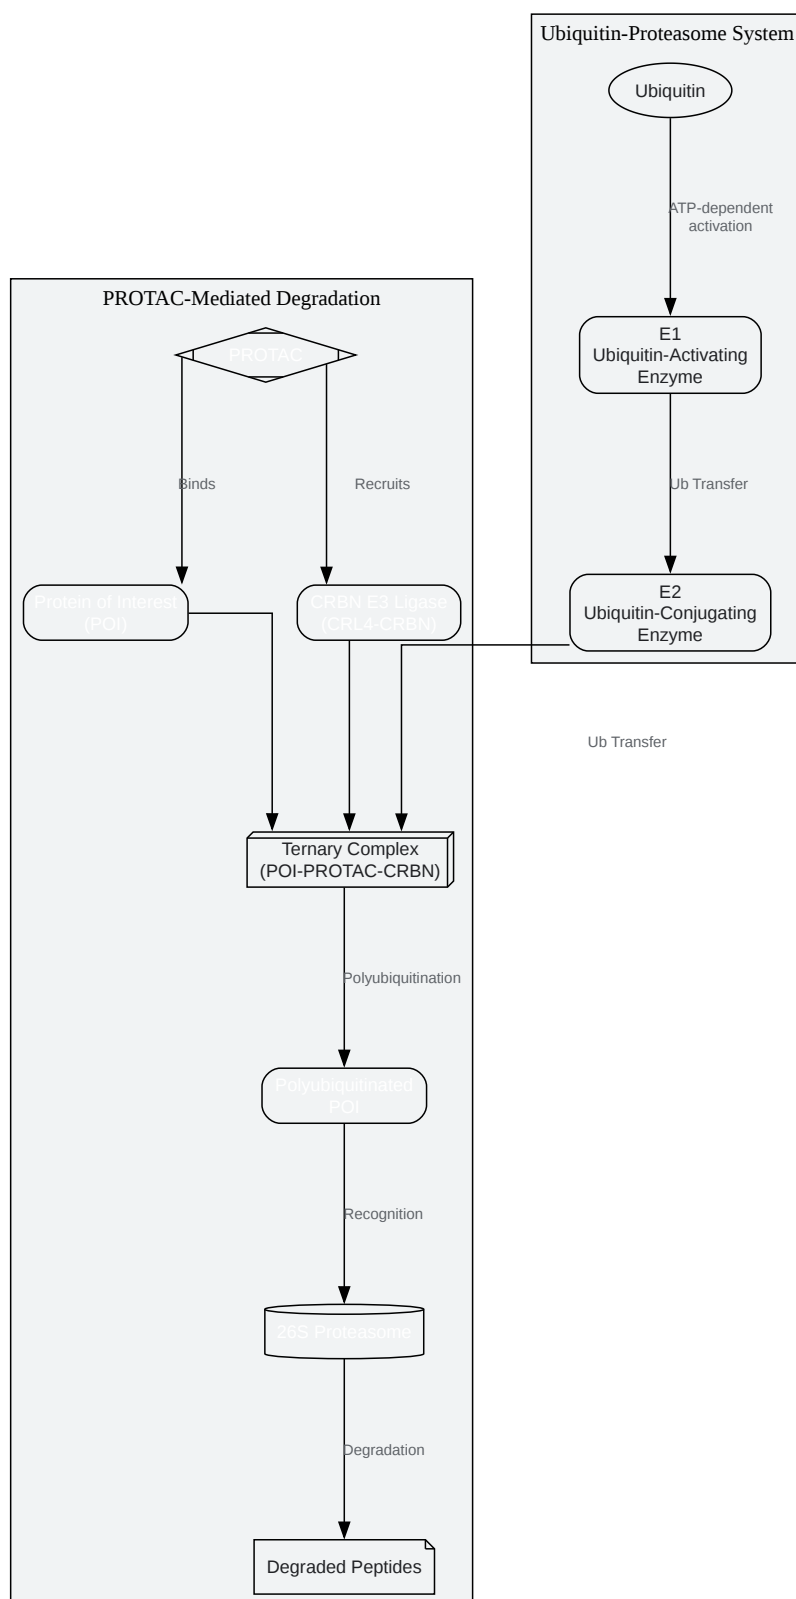 Ubiquitin-Proteasome System
Ubiquitin
ATP-dependent
activation
PROTAC-Mediated Degradation
PROTAC
E1
Ubiquitin-Activating
Enzyme
Binds
Recruits
Ub Transfer
Protein of Interest
(POI)
CRBN E3 Ligase
(CRL4-CRBN)
E2
Ubiquitin-Conjugating
Enzyme
Ub Transfer
Ternary Complex
(POI-PROTAC-CRBN)
Polyubiquitination
Polyubiquitinated
POI
Recognition
26S Proteasome
Degradation
Degraded Peptides